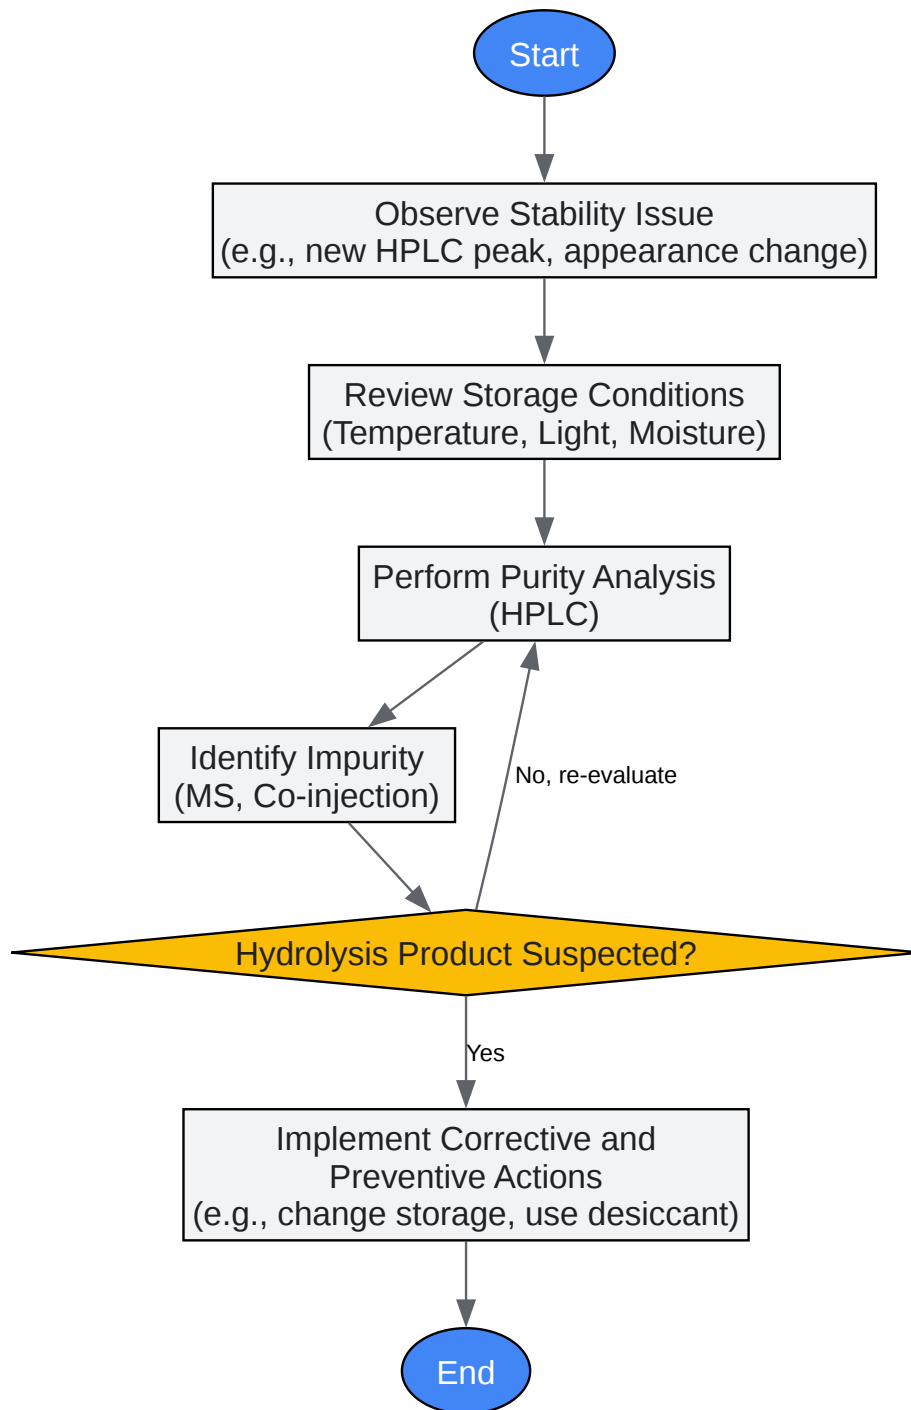 Start
Observe Stability Issue
(e.g., new HPLC peak, appearance change)
Review Storage Conditions
(Temperature, Light, Moisture)
Perform Purity Analysis
(HPLC)
Identify Impurity
(MS, Co-injection)
No, re-evaluate
Hydrolysis Product Suspected?
Yes
Implement Corrective and
Preventive Actions
(e.g., change storage, use desiccant)
End